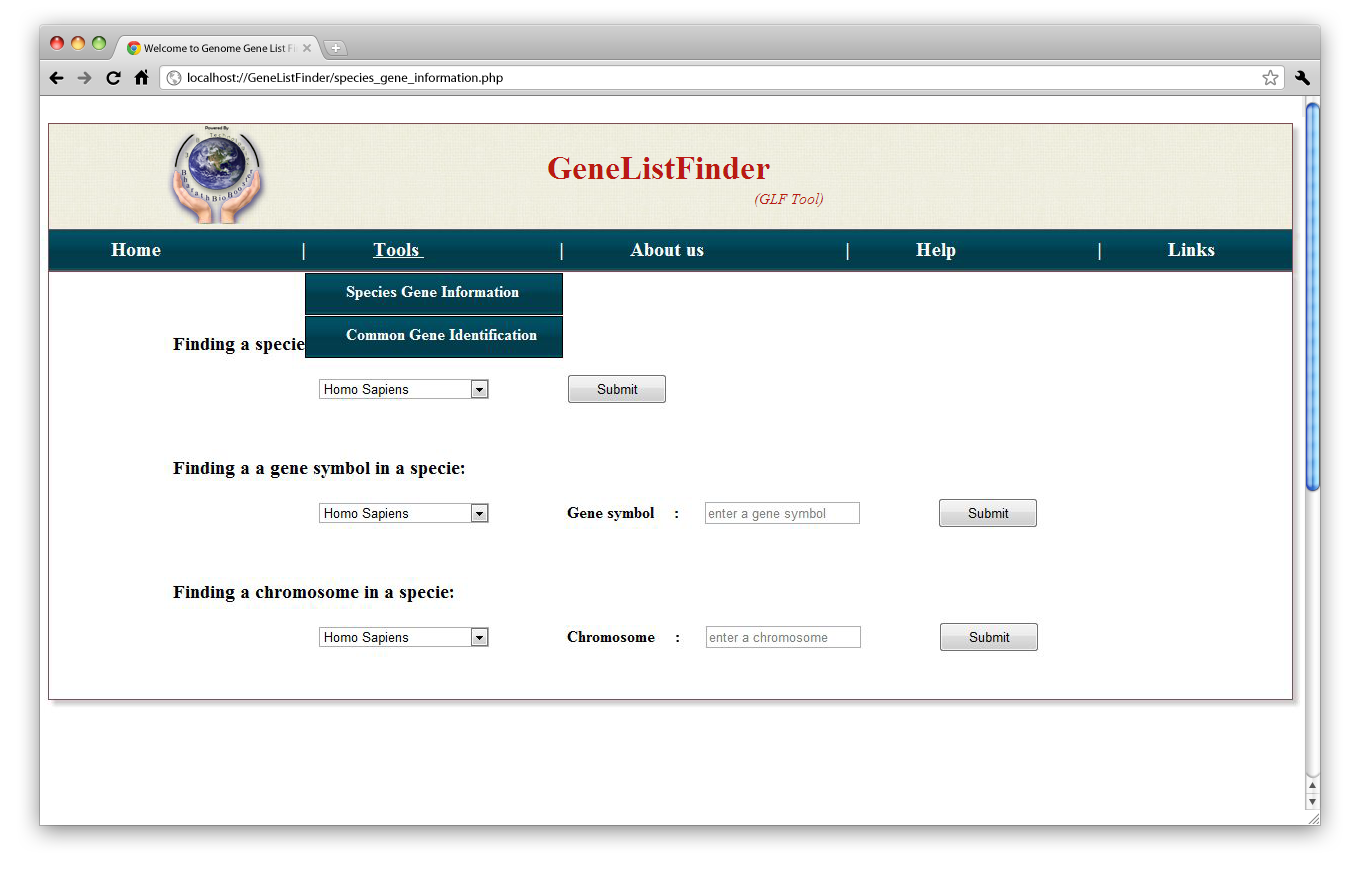 Welcome to Genome Gene List Fi
localhost://GeneListFinder/species_gene_information.php
Powered By
GeneListFinder
(GLF Tool)
Home | Tools | About us | Help | Links
Species Gene Information
Common Gene Identification
Finding a specie
Homo Sapiens Submit
Finding a a gene symbol in a specie:
Homo Sapiens Gene symbol : enter a gene symbol Submit
Finding a chromosome in a specie:
Homo Sapiens Chromosome : enter a chromosome Submit